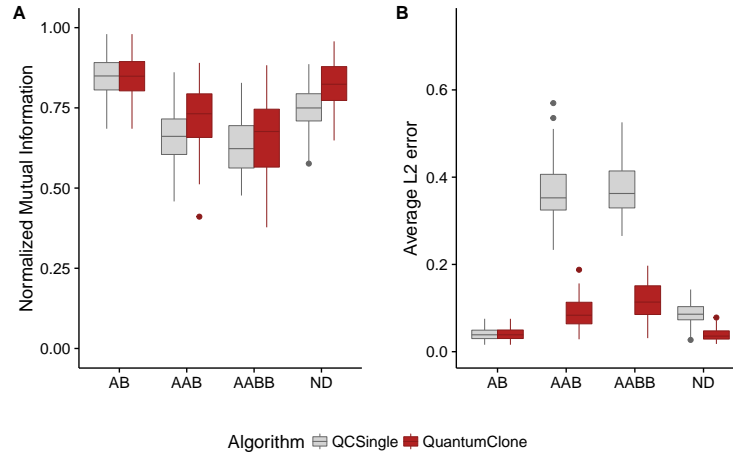 A
Normalized Mutual Information
1.00
0.75
0.50
0.25
0.00
AB AAB AABB ND
B
Average L2 error
0.6
0.4
0.2
0.0
AB AAB AABB ND
Algorithm QCSingle QuantumClone